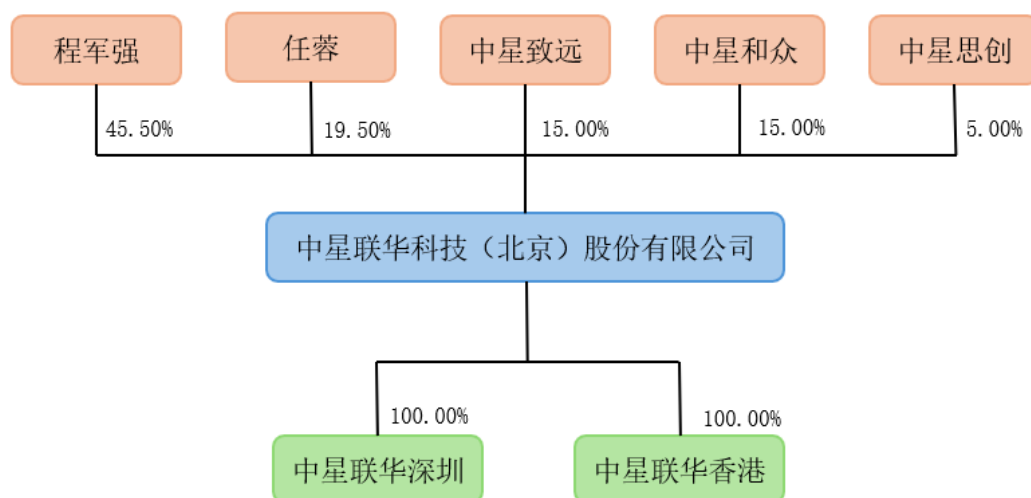 程军强
任蓉
中星致远
中星和众
中星思创
45.50%
19.50%
15.00%
15.00%
5.00%
中星联华科技（北京）股份有限公司
100.00%
100.00%
中星联华深圳
中星联华香港